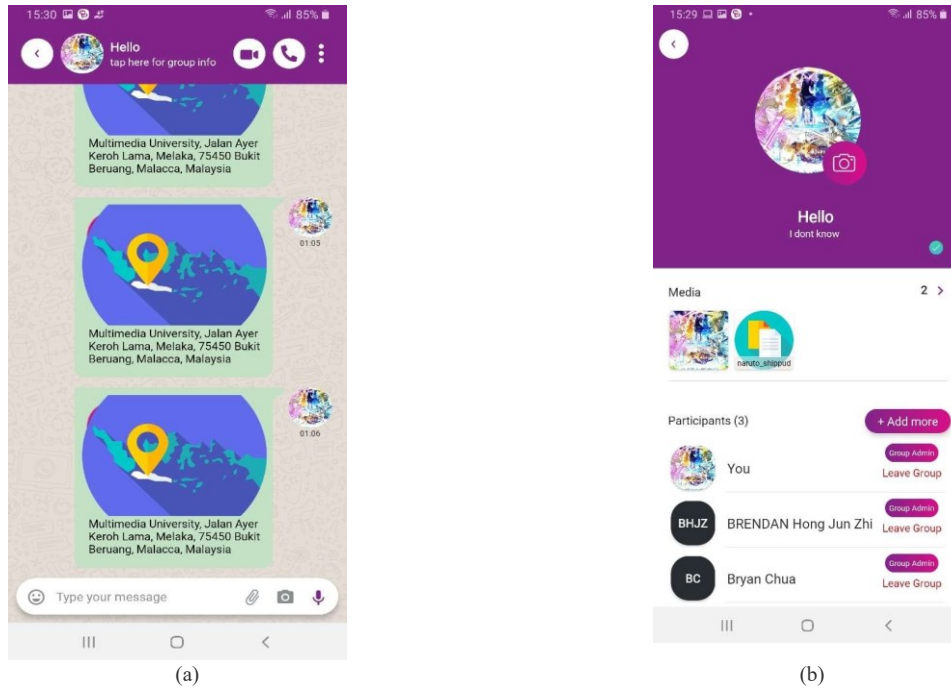 15:30
85%
Hello
tap here for group info
Multimedia University, Jalan Ayer
Keroh Lama, Melaka, 75450 Bukit
Beruang, Malacca, Malaysia
01:05
Multimedia University, Jalan Ayer
Keroh Lama, Melaka, 75450 Bukit
Beruang, Malacca, Malaysia
01:06
Multimedia University, Jalan Ayer
Keroh Lama, Melaka, 75450 Bukit
Beruang, Malacca, Malaysia
Type your message
(a)
15:29
85%
Hello
I dont know
Media
2 >
naruto_shippud
Participants (3)
+ Add more
You
Group Admin
Leave Group
BHJZ
BRENDAN Hong Jun Zhi
Group Admin
Leave Group
BC
Bryan Chua
Group Admin
Leave Group
(b)